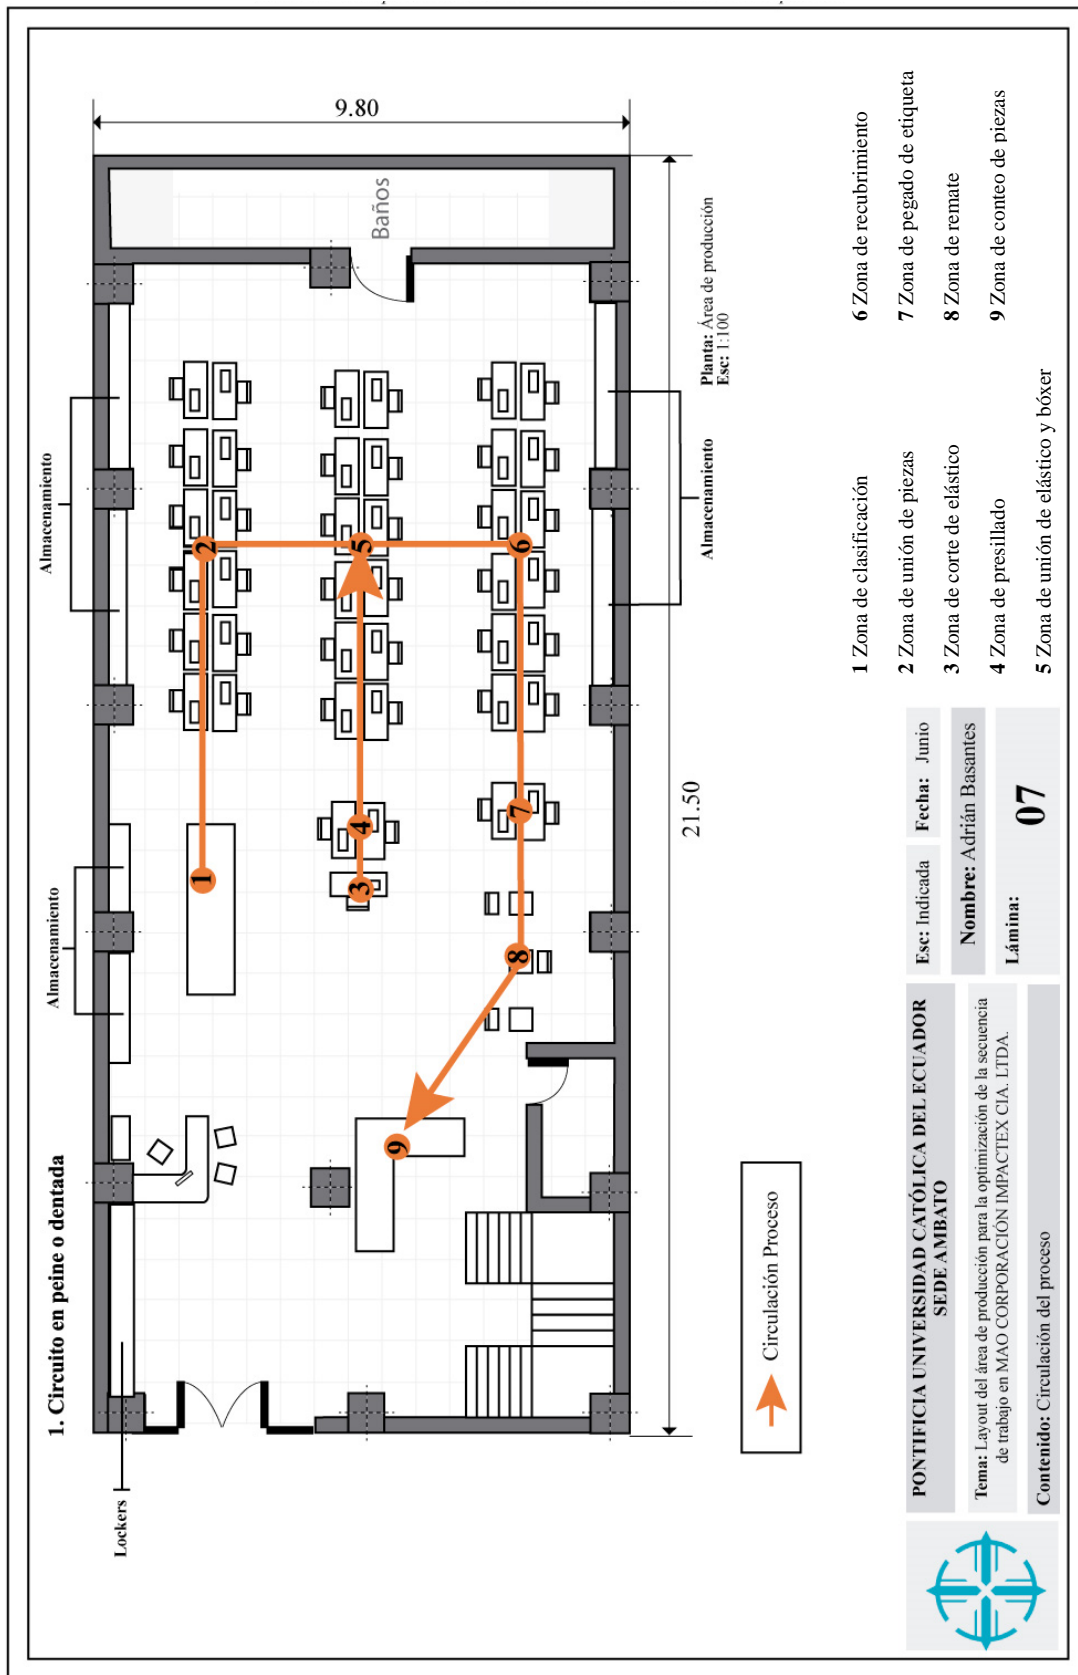 1. Circuito en peine o dentada
Lockers
Almacenamiento
Almacenamiento
9.80
Baños
1
2
3
4
5
6
7
8
9
Almacenamiento
21.50
Planta: Área de producción
Esc: 1:100
Circulación Proceso
PONTIFICIA UNIVERSIDAD CATÓLICA DEL ECUADOR
SEDE AMBATO
Tema: Layout del área de producción para la optimización de la secuencia
de trabajo en MAO CORPORACIÓN IMPACTEX CIA. LTDA.
Contenido: Circulación del proceso
Esc: Indicada
Fecha: Junio
Nombre: Adrián Basantes
Lámina:
07
1 Zona de clasificación
2 Zona de unión de piezas
3 Zona de corte de elástico
4 Zona de presillado
5 Zona de unión de elástico y bóxer
6 Zona de recubrimiento
7 Zona de pegado de etiqueta
8 Zona de remate
9 Zona de conteo de piezas